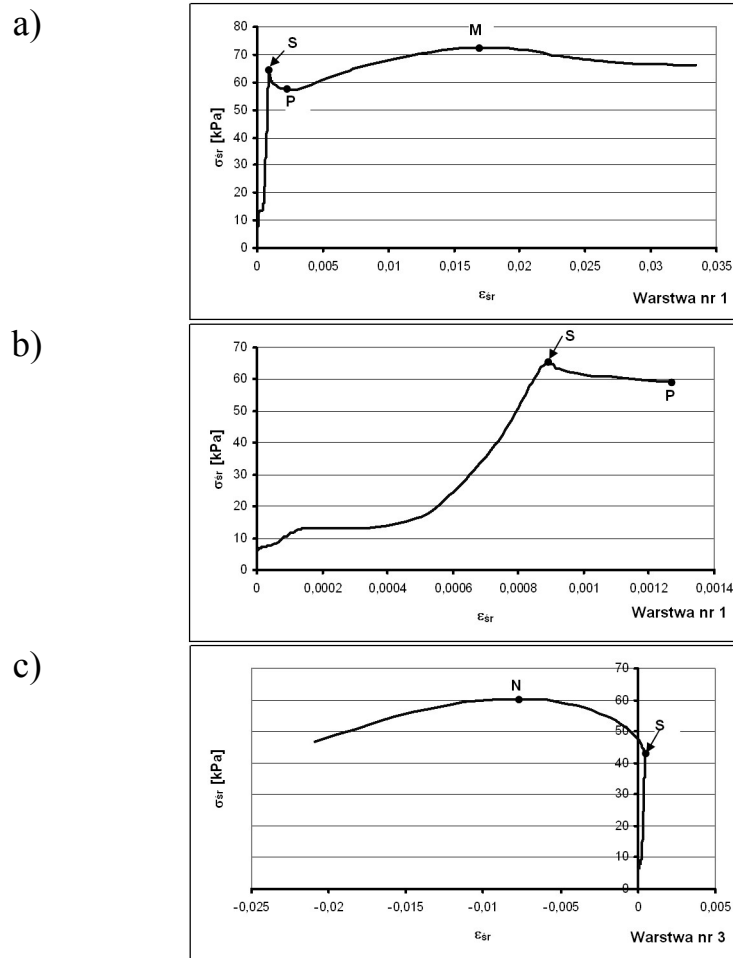 a)
80
70
60
50
40
30
20
10
0
σśr [kPa]
S
P
M
0 0,005 0,01 0,015 0,02 0,025 0,03 0,035
εśr
Warstwa nr 1
b)
70
60
50
40
30
20
10
0
σśr [kPa]
S
P
0 0,0002 0,0004 0,0006 0,0008 0,001 0,0012 0,0014
εśr
Warstwa nr 1
c)
70
60
50
40
30
20
10
0
σśr [kPa]
N
S
-0,025 -0,02 -0,015 -0,01 -0,005 0 0,005
εśr
Warstwa nr 3